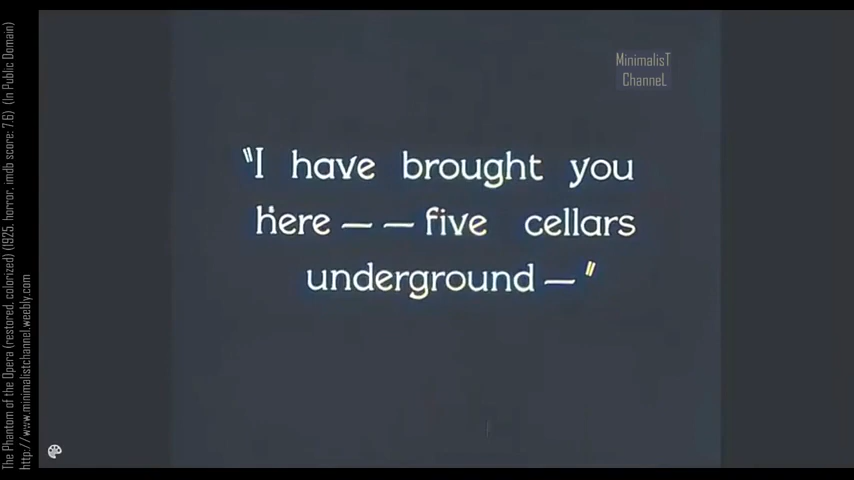 The Phantom of the Opera (restored, colorized) (1925, horror, imdb score: 7.6) (In Public Domain)
http://www.minimalistchannel.weebly.com
MinimalisT
ChanneL
"I have brought you
here — — five cellars
underground — "